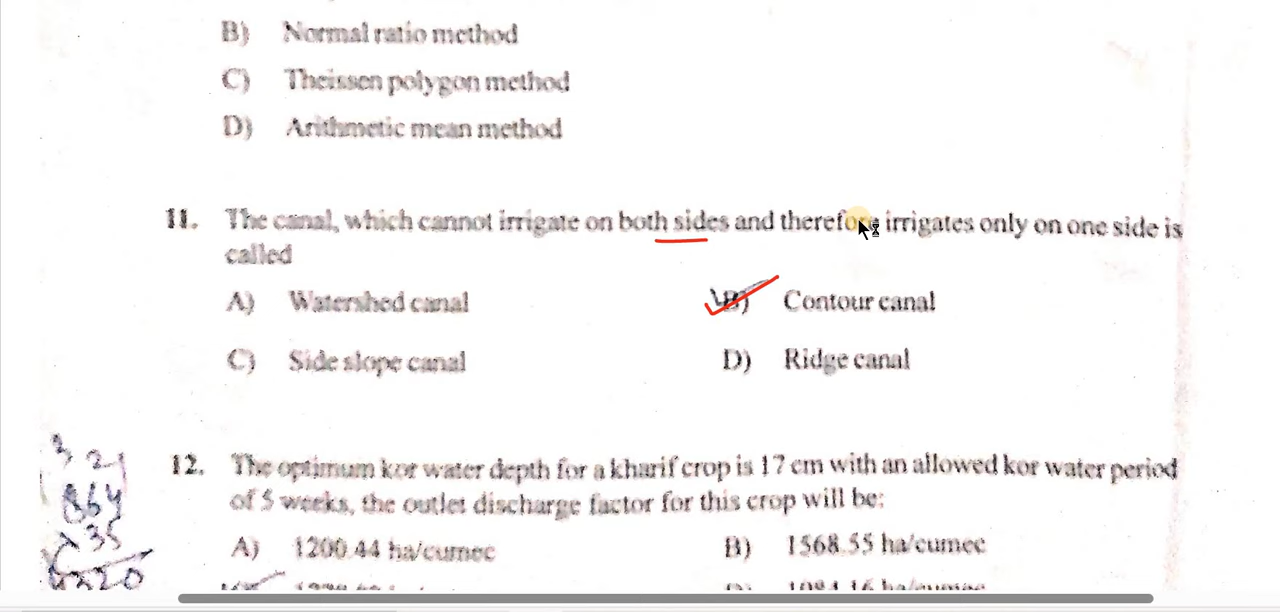 B) Normal ratio method
C) Theissen polygon method
D) Arithmetic mean method
11. The canal, which cannot irrigate on both sides and therefore irrigates only on one side is
called
A) Watershed canal B) Contour canal
C) Side slope canal D) Ridge canal
12. The optimum kor water depth for a kharif crop is 17 cm with an allowed kor water period
of 5 weeks, the outlet discharge factor for this crop will be:
A) 1200.44 ha/cumec B) 1568.55 ha/cumec
864
35